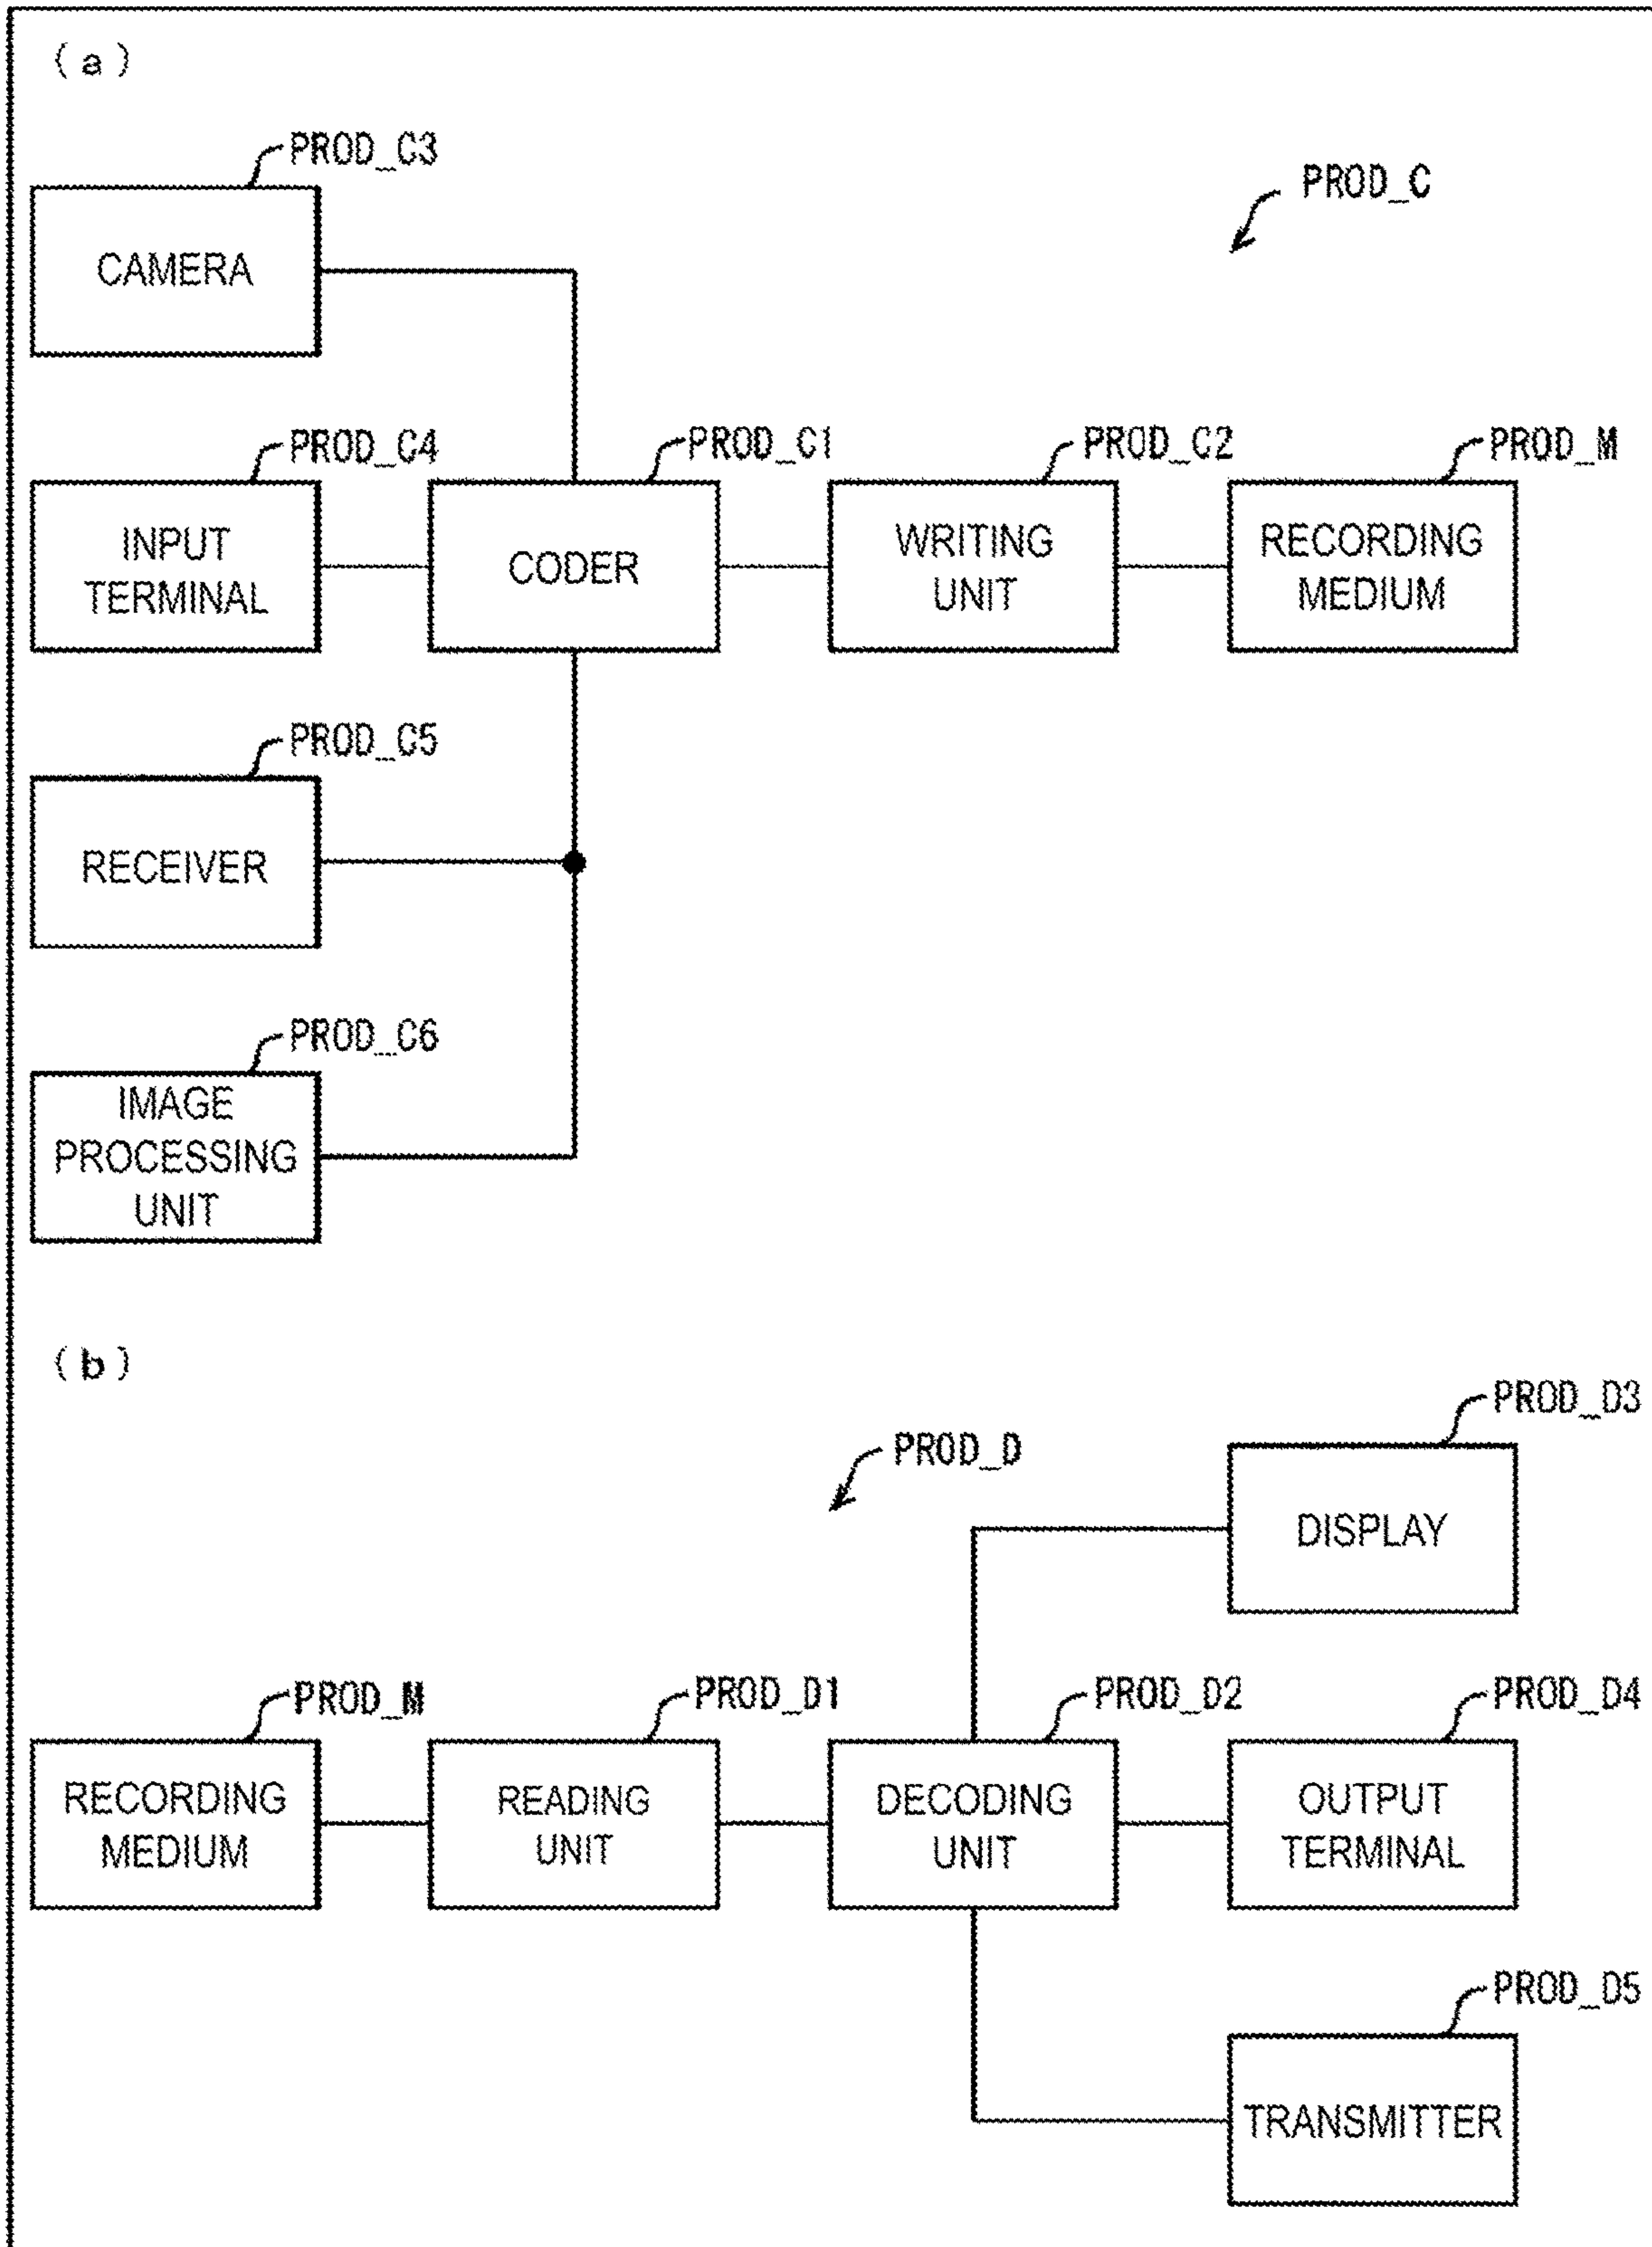 (a)
PROD_C3
PROD_C
CAMERA
PROD_C4
PROD_C1
PROD_C2
PROD_M
INPUT
TERMINAL
CODER
WRITING
UNIT
RECORDING
MEDIUM
PROD_C5
RECEIVER
PROD_C6
IMAGE
PROCESSING
UNIT
(b)
PROD_D3
PROD_D
DISPLAY
PROD_M
PROD_D1
PROD_D2
PROD_D4
RECORDING
MEDIUM
READING
UNIT
DECODING
UNIT
OUTPUT
TERMINAL
PROD_D5
TRANSMITTER